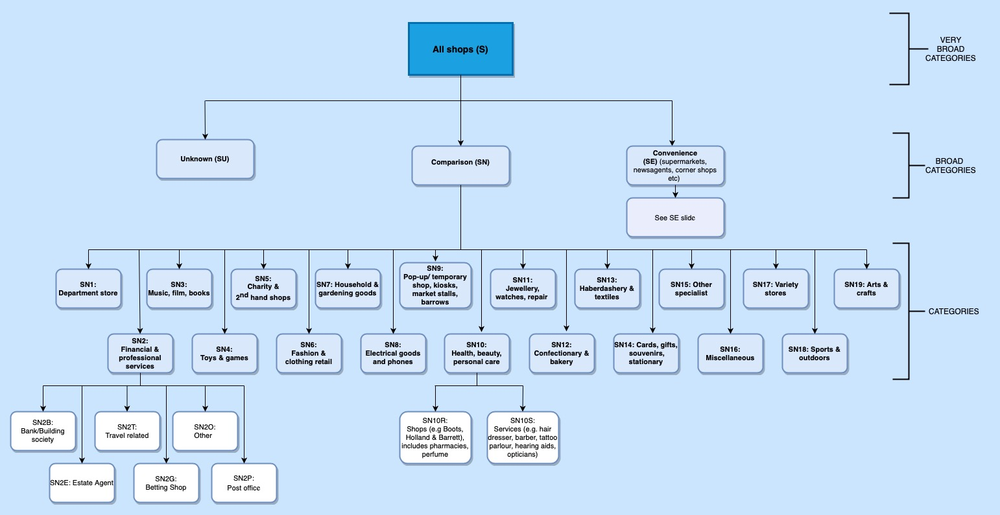 All shops (S)
VERY
BROAD
CATEGORIES
Unknown (SU)
Comparison (SN)
Convenience
(SE) (supermarkets,
newsagents, corner shops
etc)
BROAD
CATEGORIES
See SE slide
SN1:
Department store
SN3:
Music, film, books
SN5:
Charity &
2nd hand shops
SN7: Household &
gardening goods
SN9:
Pop-up/ temporary
shop, kiosks,
market stalls,
barrows
SN11:
Jewellery,
watches, repair
SN13:
Haberdashery &
textiles
SN15: Other
specialist
SN17: Variety
stores
SN19: Arts &
crafts
CATEGORIES
SN2:
Financial &
professional
services
SN4:
Toys & games
SN6:
Fashion &
clothing retail
SN8:
Electrical goods
and phones
SN10:
Health, beauty,
personal care
SN12:
Confectionary &
bakery
SN14: Cards, gifts,
souvenirs,
stationary
SN16:
Miscellaneous
SN18: Sports &
outdoors
SN2B:
Bank/Building
society
SN2T:
Travel related
SN2O:
Other
SN10R:
Shops (e.g Boots,
Holland & Barrett),
includes pharmacies,
perfume
SN10S:
Services (e.g. hair
dresser, barber, tattoo
parlour, hearing aids,
opticians)
SN2E: Estate Agent
SN2G:
Betting Shop
SN2P:
Post office